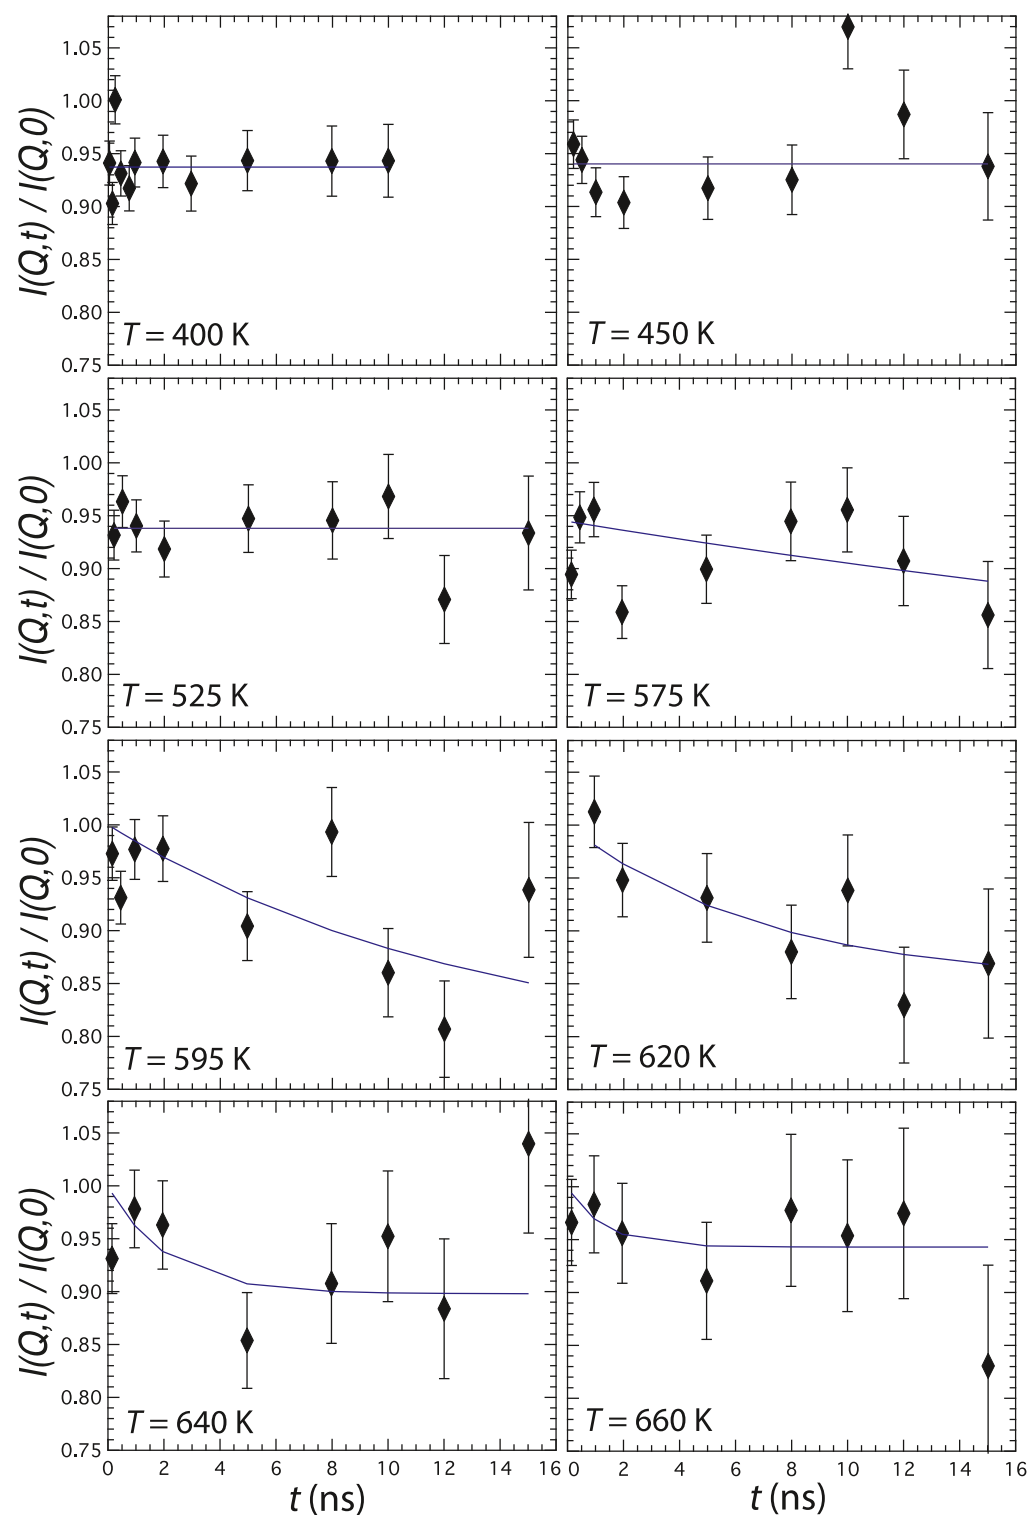 I(Q,t) / I(Q,0)
1.05
1.00
0.95
0.90
0.85
0.80
0.75
T = 400 K
T = 450 K
I(Q,t) / I(Q,0)
1.05
1.00
0.95
0.90
0.85
0.80
0.75
T = 525 K
T = 575 K
I(Q,t) / I(Q,0)
1.05
1.00
0.95
0.90
0.85
0.80
0.75
T = 595 K
T = 620 K
I(Q,t) / I(Q,0)
1.05
1.00
0.95
0.90
0.85
0.80
0.75
T = 640 K
T = 660 K
0 2 4 6 8 10 12 14 16
0 2 4 6 8 10 12 14 16
t (ns)
t (ns)